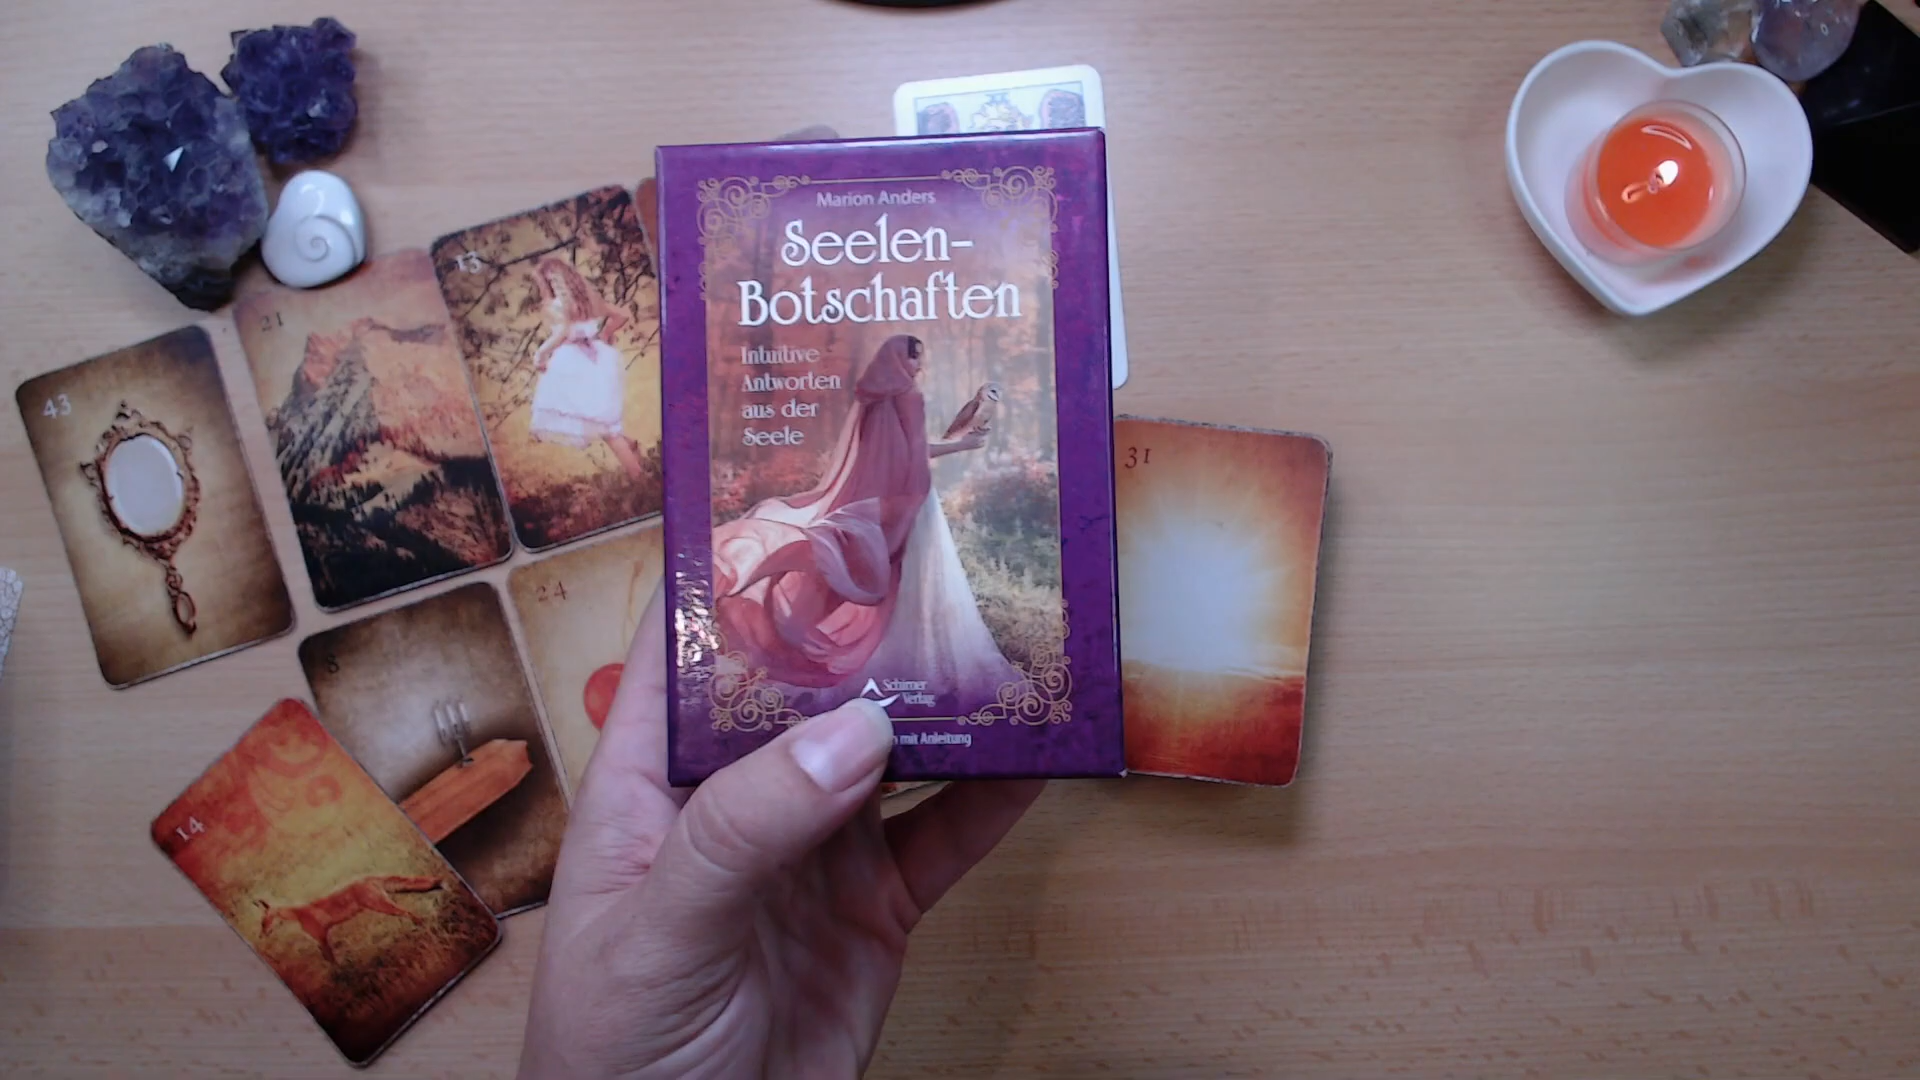 Marion Anders
Seelen-
Botschaften
Intuitive
Antworten
aus der
Seele
Schirner
Verlag
mit Anleitung
43
21
13
24
31
14